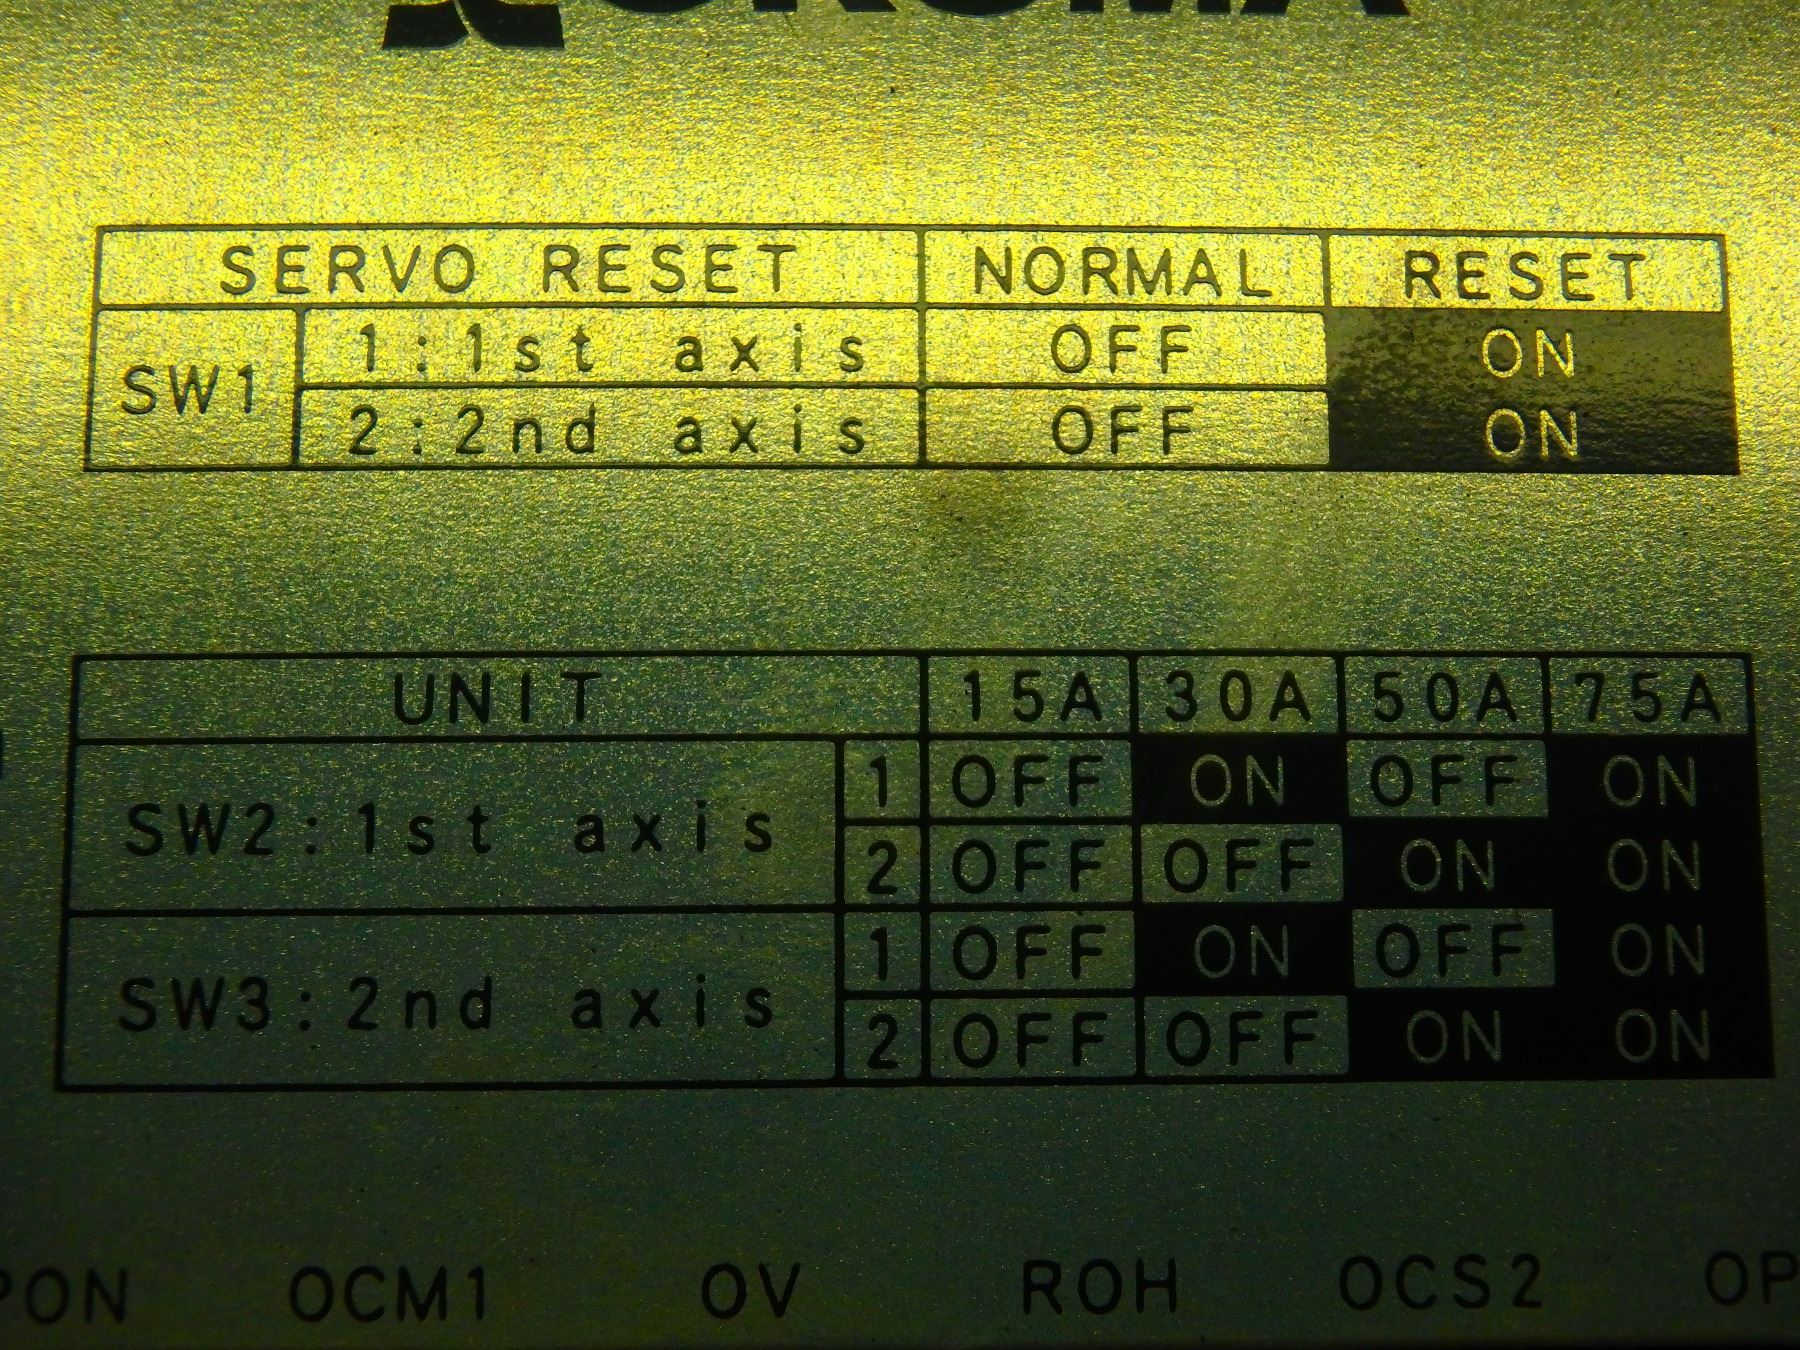 SERVO RESET NORMAL RESET
SW1 1:1st axis OFF ON
2:2nd axis OFF ON
UNIT 15A 30A 50A 75A
SW2:1st axis 1 OFF ON OFF ON
2 OFF OFF ON ON
SW3:2nd axis 1 OFF ON OFF ON
2 OFF OFF ON ON
PON OCM1 OV ROH OCS2 OP